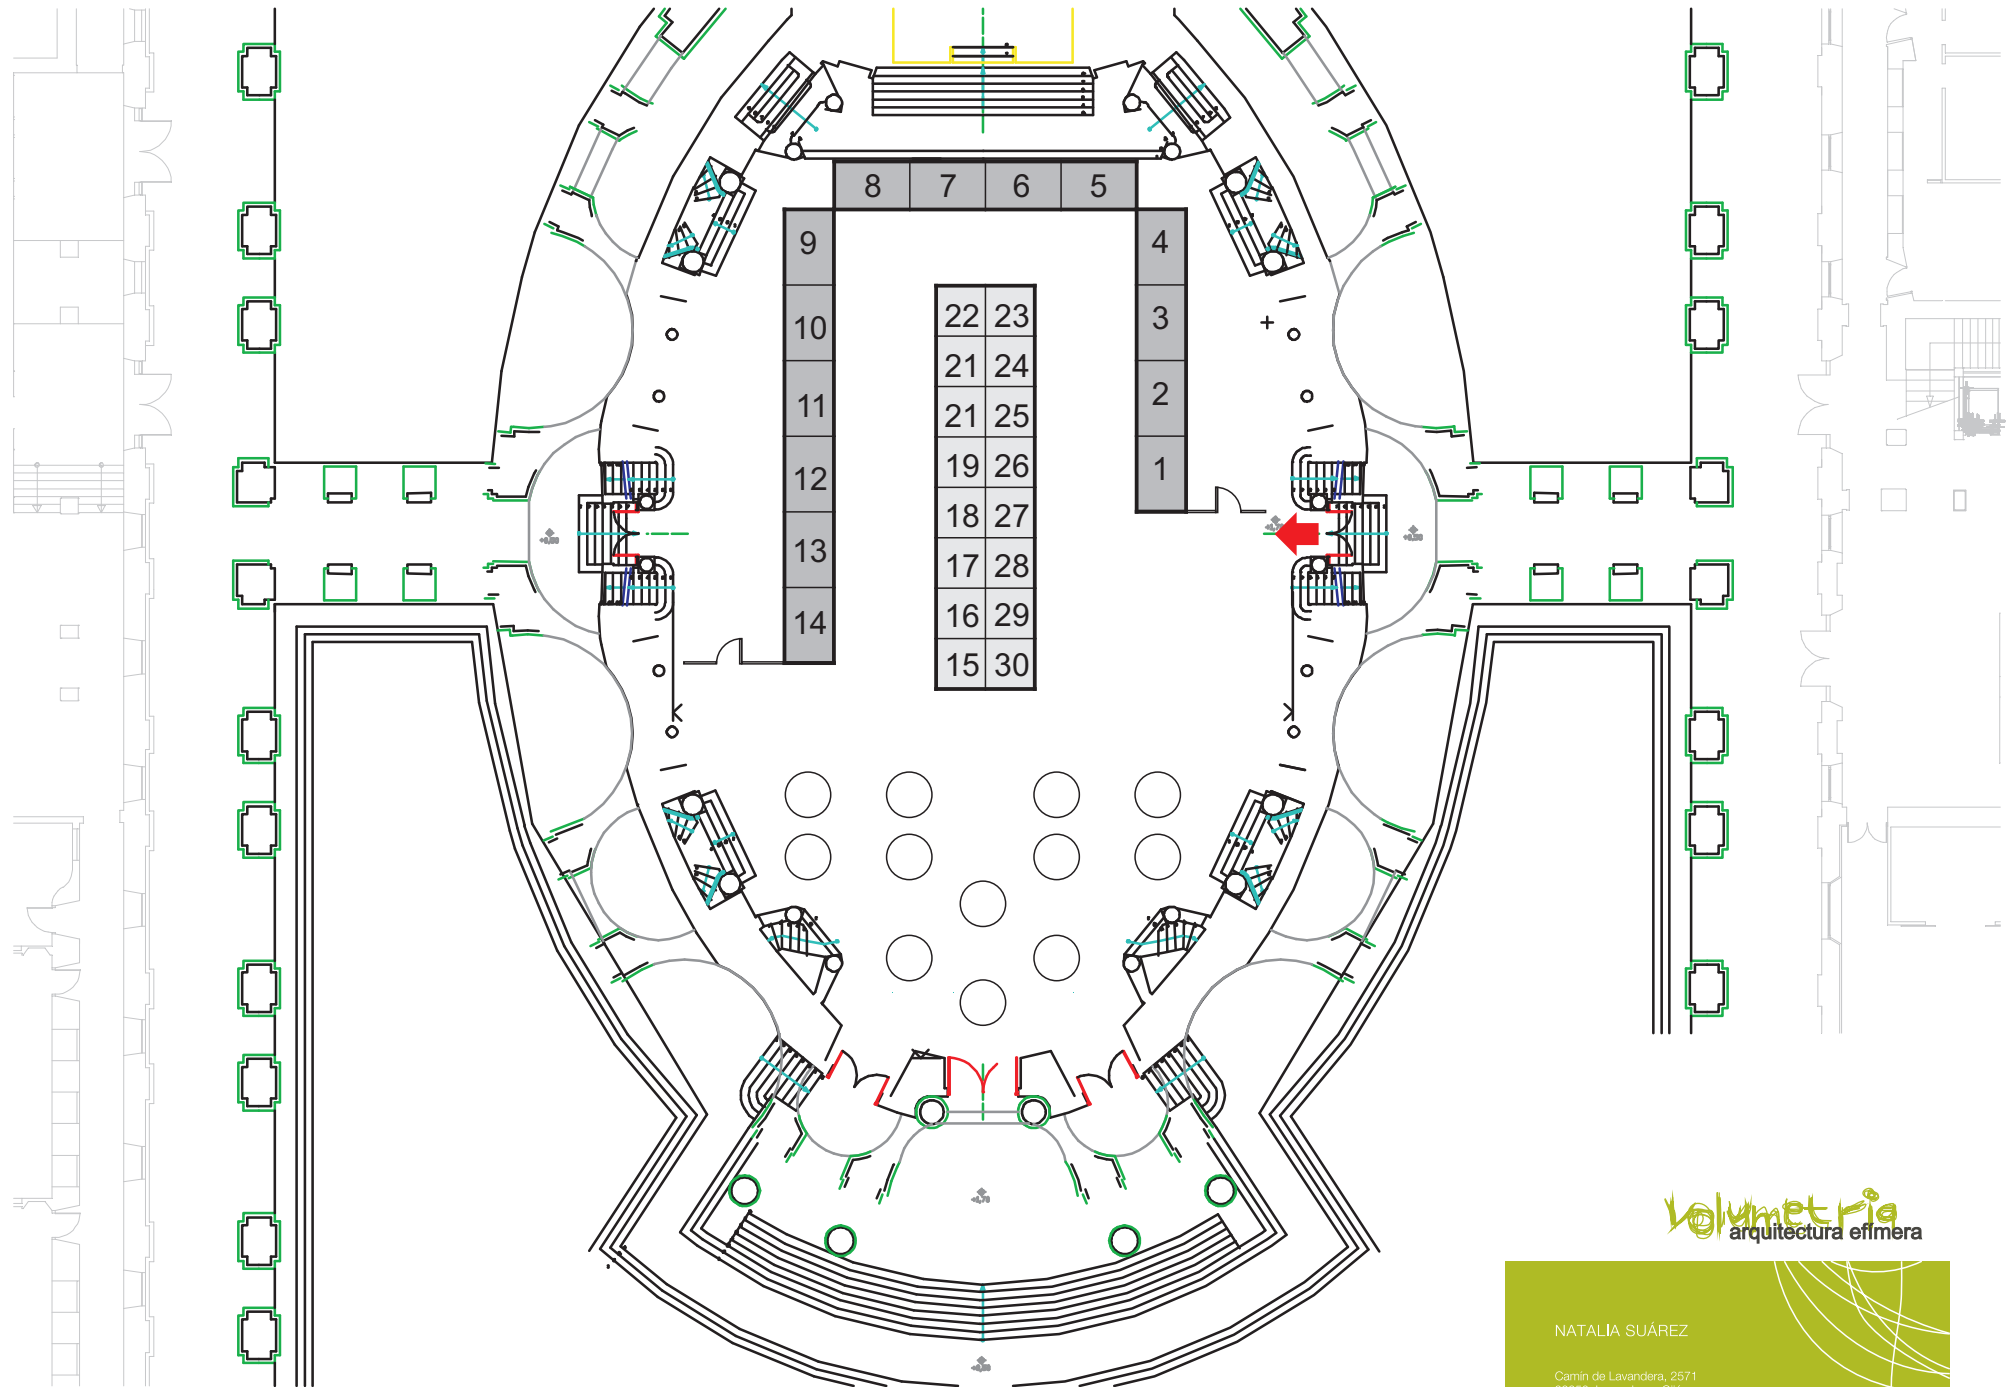 8 7 6 5
9 4
10 22 23 3
21 24
11 21 25 2
12 19 26 1
18 27
13 17 28
14 16 29
15 30
volumetria
arquitectura efímera
NATALIA SUÁREZ
Camín de Lavandera, 2571